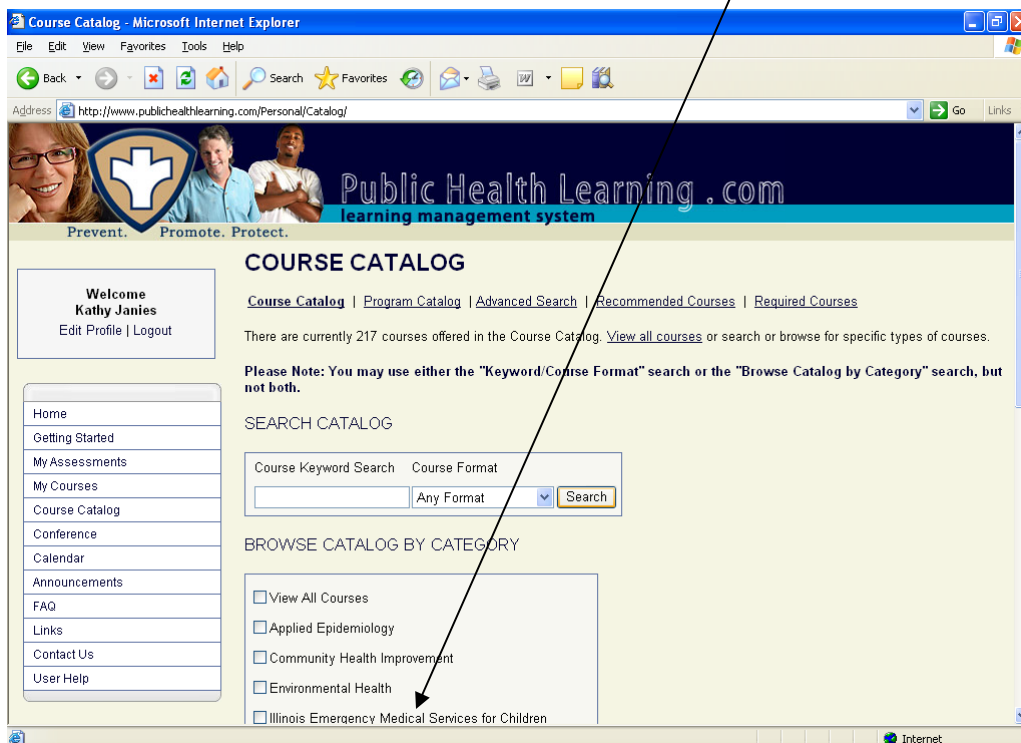 Course Catalog - Microsoft Internet Explorer
File Edit View Favorites Tools Help
Back Search Favorites
Address http://www.publichealthlearning.com/Personal/Catalog/ Go Links
Public Health Learning . com
learning management system
Prevent. Promote. Protect.
COURSE CATALOG
Welcome
Kathy Janies
Edit Profile | Logout
Course Catalog | Program Catalog | Advanced Search | Recommended Courses | Required Courses
There are currently 217 courses offered in the Course Catalog. View all courses or search or browse for specific types of courses.
Please Note: You may use either the "Keyword/Course Format" search or the "Browse Catalog by Category" search, but
not both.
Home
Getting Started
My Assessments
My Courses
Course Catalog
Conference
Calendar
Announcements
FAQ
Links
Contact Us
User Help
SEARCH CATALOG
Course Keyword Search Course Format
Any Format Search
BROWSE CATALOG BY CATEGORY
View All Courses
Applied Epidemiology
Community Health Improvement
Environmental Health
Illinois Emergency Medical Services for Children
Internet